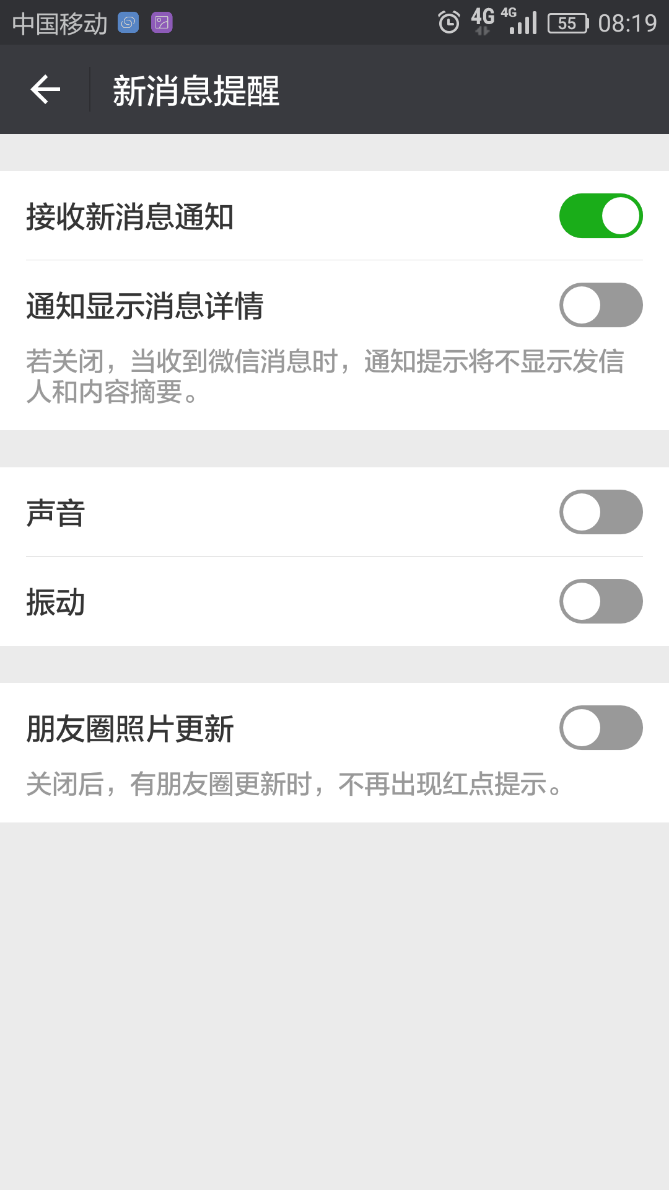 中国移动 4G 4G 55 08:19
新消息提醒
接收新消息通知
通知显示消息详情
若关闭，当收到微信消息时，通知提示将不显示发信
人和内容摘要。
声音
振动
朋友圈照片更新
关闭后，有朋友圈更新时，不再出现红点提示。